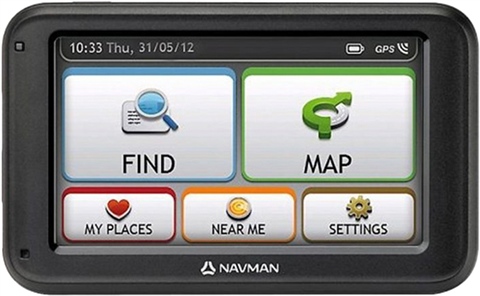 10:33 Thu, 31/05/12 GPS
FIND MAP
MY PLACES NEAR ME SETTINGS
NAVMAN